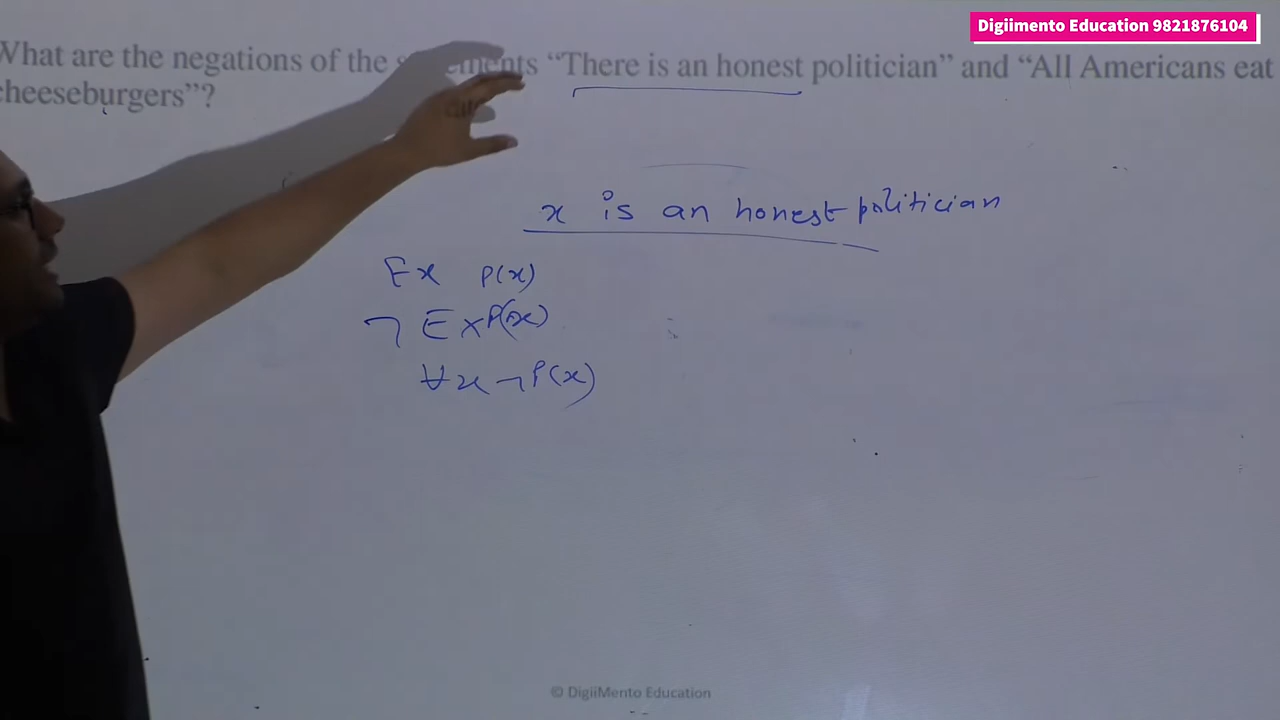 Digiimento Education 9821876104
What are the negations of the statements “There is an honest politician” and “All Americans eat
cheeseburgers”?
x is an honest politician
∃x P(x)
¬ ∃x P(x)
∀x ¬P(x)
© DigiiMento Education